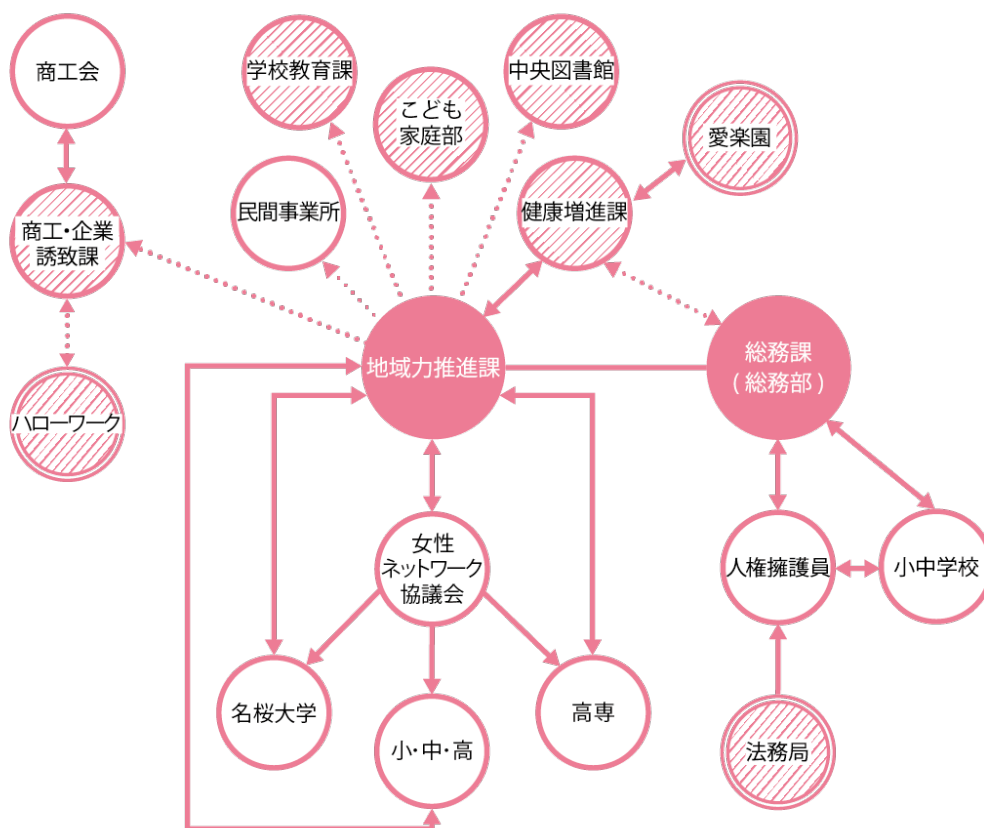 商工会
学校教育課
こども
家庭部
中央図書館
愛楽園
民間事業所
健康増進課
商工・企業
誘致課
地域力推進課
総務課
(総務部)
ハローワーク
女性
ネットワーク
協議会
人権擁護員
小中学校
名桜大学
小・中・高
高専
法務局